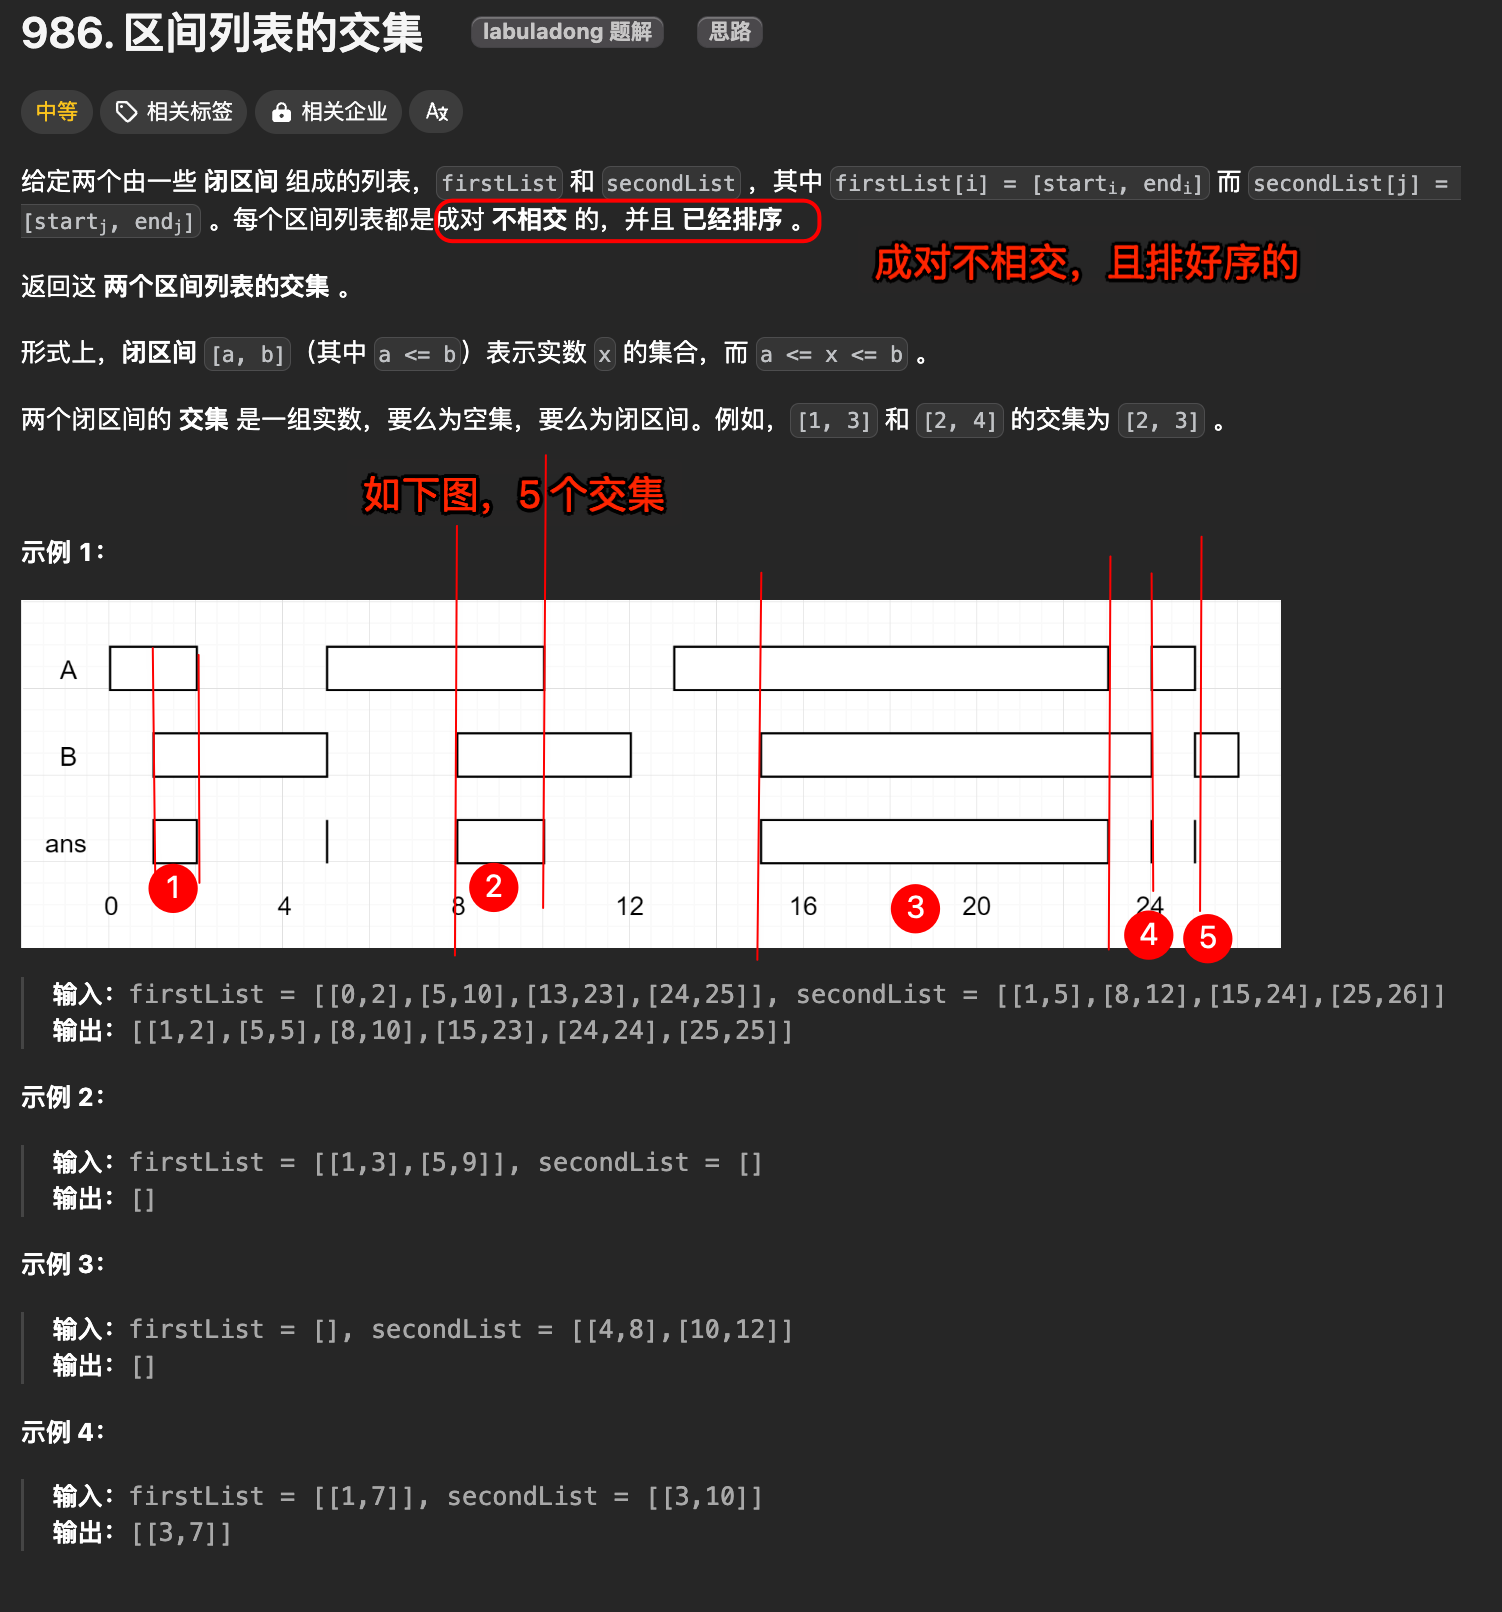 986. 区间列表的交集 labuladong 题解 思路
中等 相关标签 相关企业
给定两个由一些 闭区间 组成的列表，firstList 和 secondList ，其中 firstList[i] = [starti, endi] 而 secondList[j] =
[startj, endj] 。每个区间列表都是成对 不相交 的，并且 已经排序 。
成对不相交，且排好序的
返回这 两个区间列表的交集 。
形式上，闭区间 [a, b]（其中 a <= b）表示实数 x 的集合，而 a <= x <= b 。
两个闭区间的 交集 是一组实数，要么为空集，要么为闭区间。例如，[1, 3] 和 [2, 4] 的交集为 [2, 3] 。
如下图，5 个交集
示例 1：
A
B
ans
1 2 3 4 5
0 4 8 12 16 20 24
输入：firstList = [[0,2],[5,10],[13,23],[24,25]], secondList = [[1,5],[8,12],[15,24],[25,26]]
输出：[[1,2],[5,5],[8,10],[15,23],[24,24],[25,25]]
示例 2：
输入：firstList = [[1,3],[5,9]], secondList = []
输出：[]
示例 3：
输入：firstList = [], secondList = [[4,8],[10,12]]
输出：[]
示例 4：
输入：firstList = [[1,7]], secondList = [[3,10]]
输出：[[3,7]]